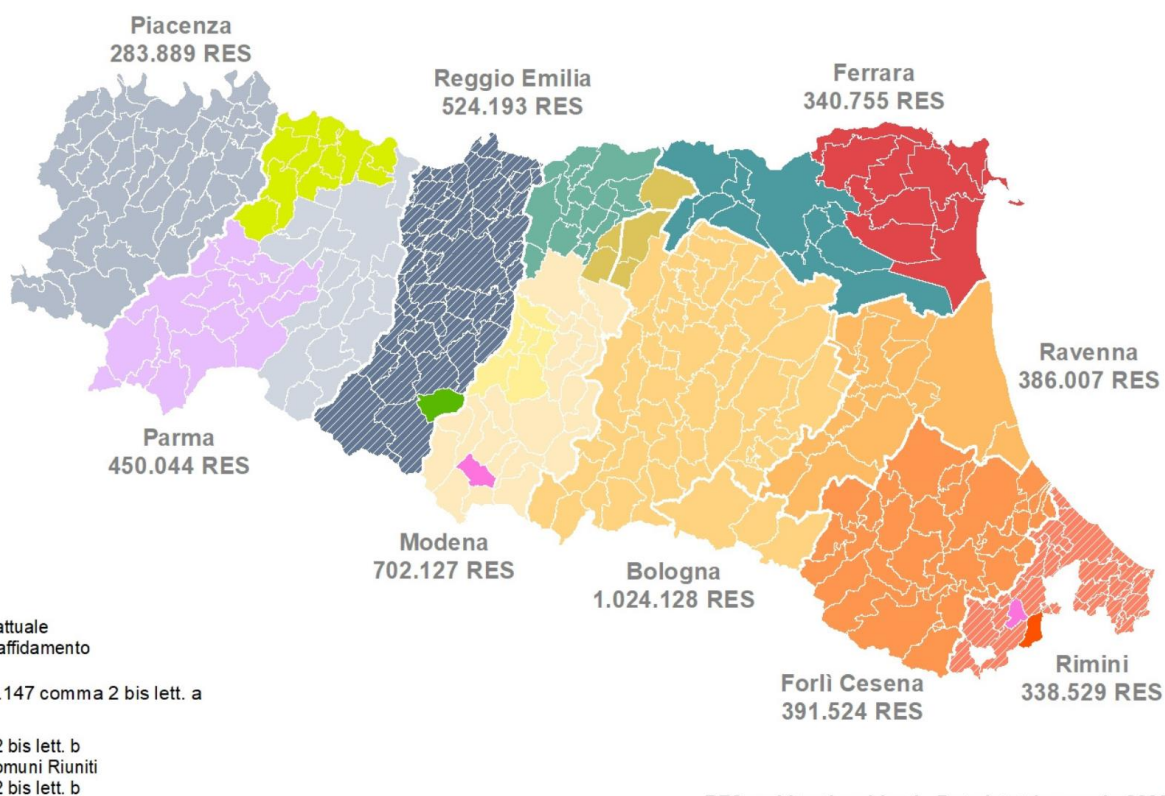 Piacenza
283.889 RES
Reggio Emilia
524.193 RES
Ferrara
340.755 RES
Ravenna
386.007 RES
Parma
450.044 RES
Modena
702.127 RES
Bologna
1.024.128 RES
Forlì Cesena
391.524 RES
Rimini
338.529 RES
attuale
affidamento
.147 comma 2 bis lett. a
2 bis lett. b
omuni Riuniti
2 bis lett. b